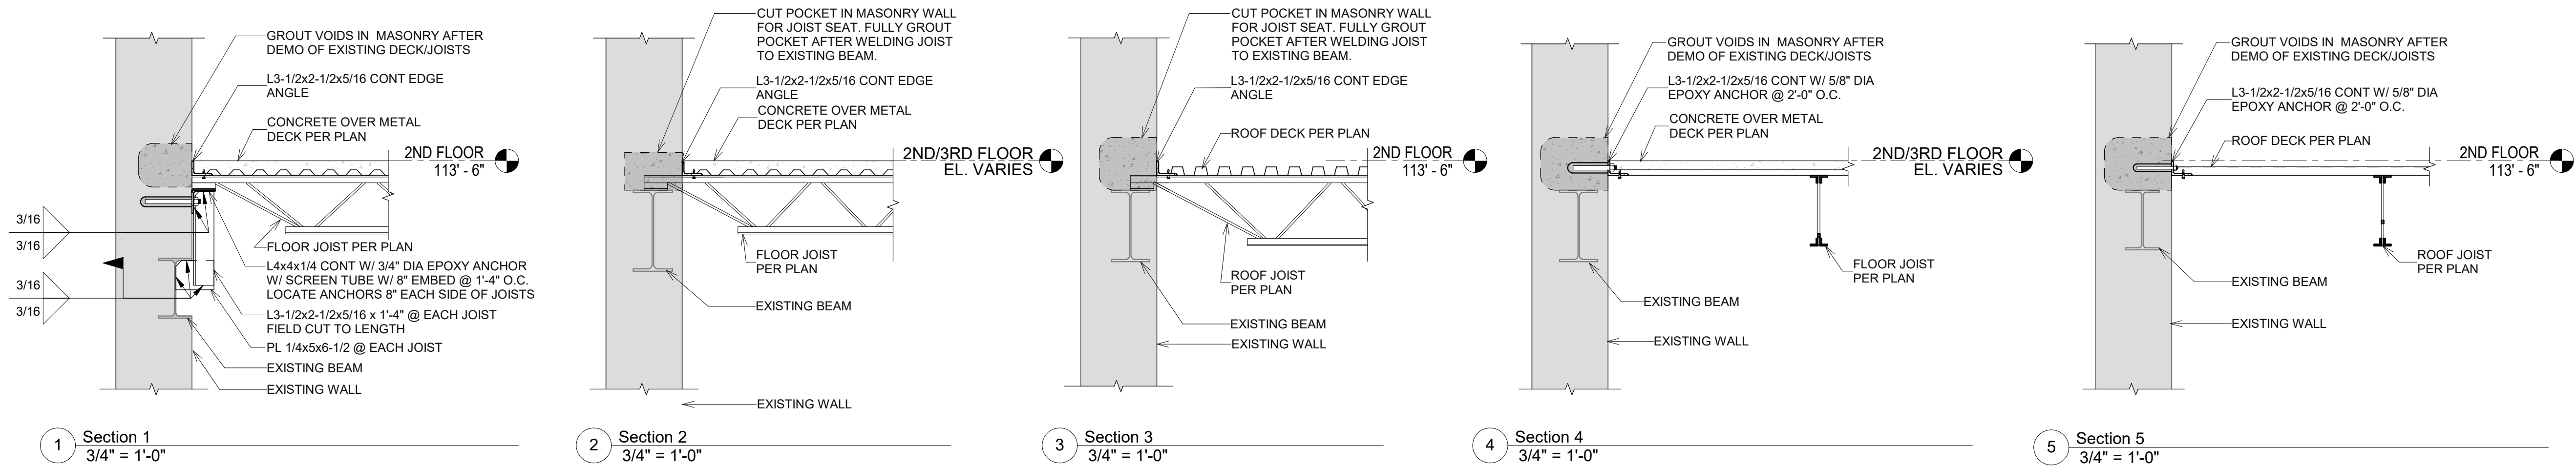 GROUT VOIDS IN  MASONRY AFTER
DEMO OF EXISTING DECK/JOISTS
L3-1/2x2-1/2x5/16 CONT EDGE
ANGLE
CONCRETE OVER METAL
DECK PER PLAN
2ND FLOOR
113' - 6"
3/16
3/16
3/16
3/16
FLOOR JOIST PER PLAN
L4x4x1/4 CONT W/ 3/4" DIA EPOXY ANCHOR
W/ SCREEN TUBE W/ 8" EMBED @ 1'-4" O.C.
LOCATE ANCHORS 8" EACH SIDE OF JOISTS
L3-1/2x2-1/2x5/16 x 1'-4" @ EACH JOIST
FIELD CUT TO LENGTH
PL 1/4x5x6-1/2 @ EACH JOIST
EXISTING BEAM
EXISTING WALL
1
Section 1
3/4" = 1'-0"
CUT POCKET IN MASONRY WALL
FOR JOIST SEAT. FULLY GROUT
POCKET AFTER WELDING JOIST
TO EXISTING BEAM.
L3-1/2x2-1/2x5/16 CONT EDGE
ANGLE
CONCRETE OVER METAL
DECK PER PLAN
2ND/3RD FLOOR
EL. VARIES
FLOOR JOIST
PER PLAN
EXISTING BEAM
EXISTING WALL
2
Section 2
3/4" = 1'-0"
CUT POCKET IN MASONRY WALL
FOR JOIST SEAT. FULLY GROUT
POCKET AFTER WELDING JOIST
TO EXISTING BEAM.
L3-1/2x2-1/2x5/16 CONT EDGE
ANGLE
ROOF DECK PER PLAN
2ND FLOOR
113' - 6"
ROOF JOIST
PER PLAN
EXISTING BEAM
EXISTING WALL
3
Section 3
3/4" = 1'-0"
GROUT VOIDS IN  MASONRY AFTER
DEMO OF EXISTING DECK/JOISTS
L3-1/2x2-1/2x5/16 CONT W/ 5/8" DIA
EPOXY ANCHOR @ 2'-0" O.C.
CONCRETE OVER METAL
DECK PER PLAN
2ND/3RD FLOOR
EL. VARIES
FLOOR JOIST
PER PLAN
EXISTING BEAM
EXISTING WALL
4
Section 4
3/4" = 1'-0"
GROUT VOIDS IN  MASONRY AFTER
DEMO OF EXISTING DECK/JOISTS
L3-1/2x2-1/2x5/16 CONT W/ 5/8" DIA
EPOXY ANCHOR @ 2'-0" O.C.
ROOF DECK PER PLAN
2ND FLOOR
113' - 6"
ROOF JOIST
PER PLAN
EXISTING BEAM
EXISTING WALL
5
Section 5
3/4" = 1'-0"